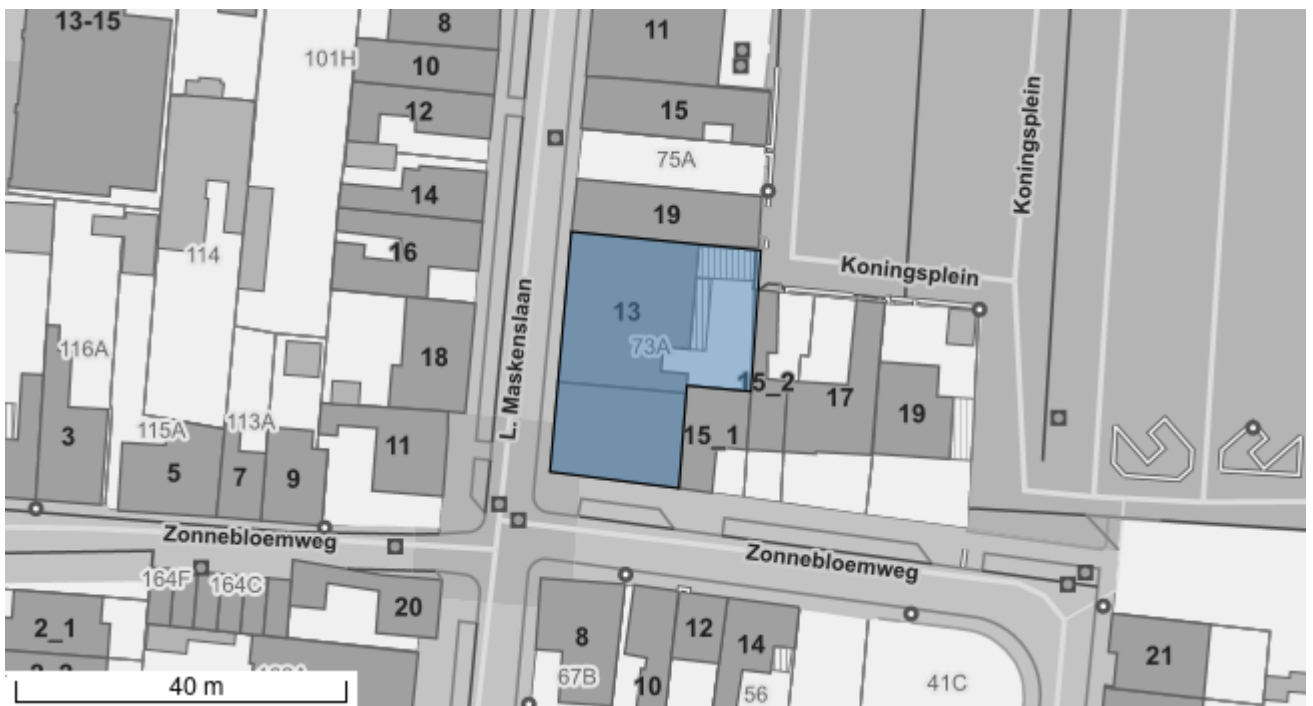 13-15
8
11
101H
10
12
15
75A
14
19
Koningsplein
16
114
Koningsplein
L. Maskenslaan
13
73A
116A
18
15_2
17
19
115A
113A
3
5
7
9
11
15_1
Zonnebloemweg
Zonnebloemweg
164F
164C
20
2_1
8
12
14
21
67B
10
56
41C
40 m